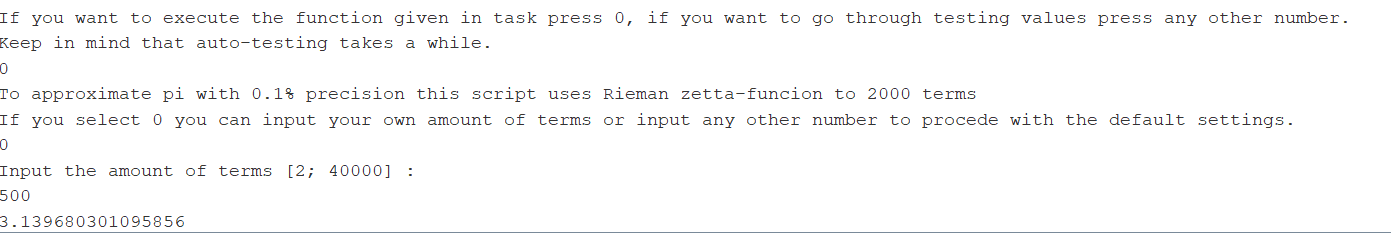 If you want to execute the function given in task press 0, if you want to go through testing values press any other number.
Keep in mind that auto-testing takes a while.
0
To approximate pi with 0.1% precision this script uses Rieman zetta-funcion to 2000 terms
If you select 0 you can input your own amount of terms or input any other number to procede with the default settings.
0
Input the amount of terms [2; 40000] :
500
3.139680301095856